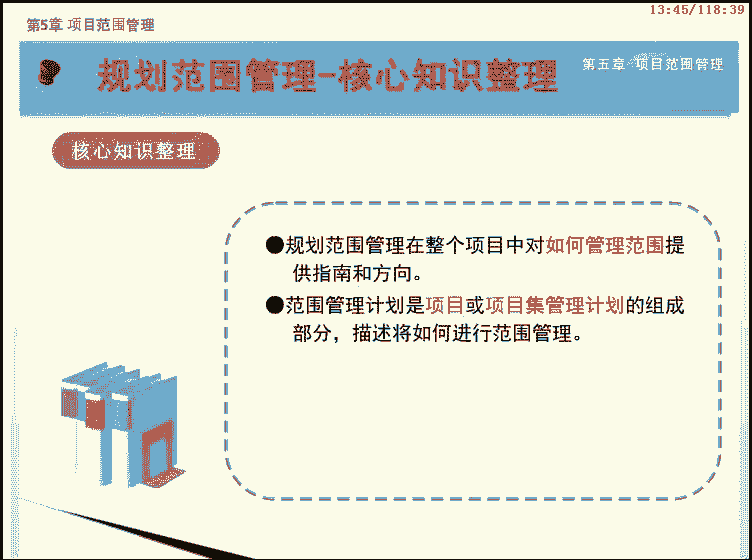 13:45/118:39
第5章 项目范围管理
规划范围管理-核心知识整理
第五章 项目范围管理
核心知识整理
●规划范围管理在整个项目中对如何管理范围提
供指南和方向。
●范围管理计划是项目或项目集管理计划的组成
部分，描述将如何进行范围管理。